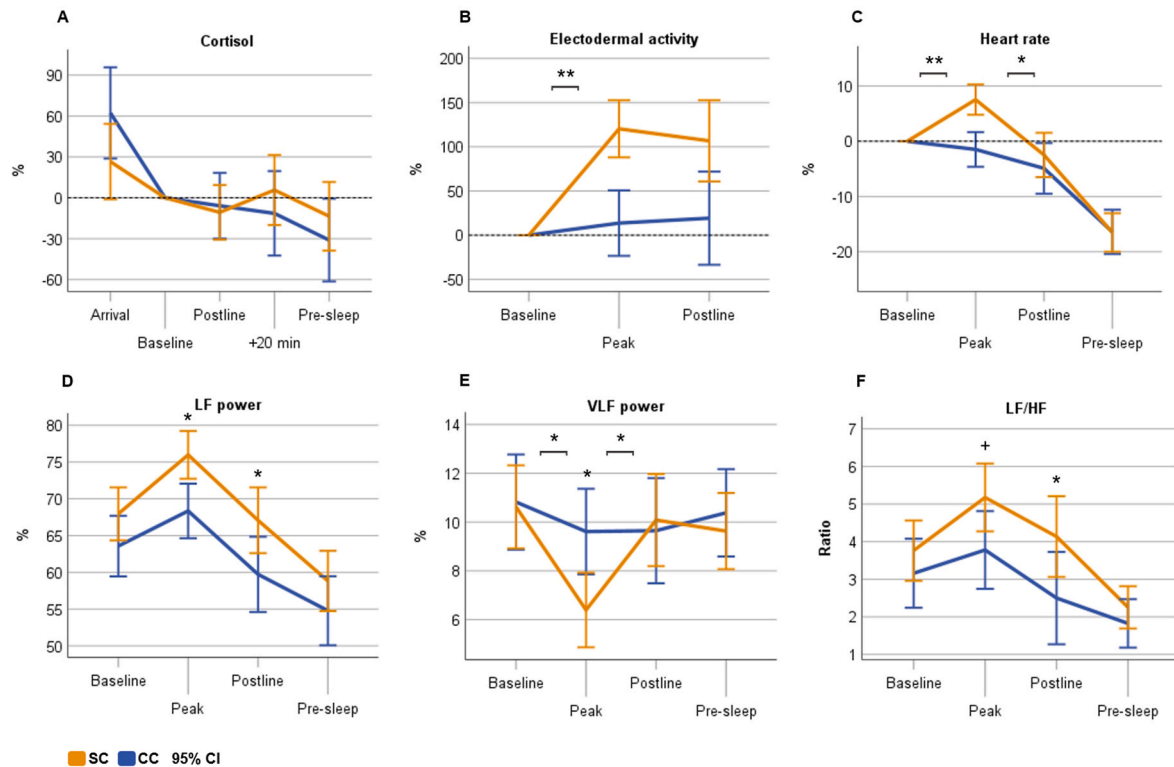 A
Cortisol
90
60
30
0
-30
-60
%
Arrival
Postline
Pre-sleep
Baseline
+20 min
B
Electodermal activity
200
150
100
50
0
-50
%
**
Baseline
Postline
Peak
C
Heart rate
10
0
-10
-20
%
** *
Baseline
Postline
Peak
Pre-sleep
D
LF power
80
75
70
65
60
55
50
%
*
*
Baseline
Postline
Peak
Pre-sleep
E
VLF power
14
12
10
8
6
%
* *
*
Baseline
Postline
Peak
Pre-sleep
F
LF/HF
7
6
5
4
3
2
1
Ratio
+
*
Baseline
Postline
Peak
Pre-sleep
SC CC 95% CI